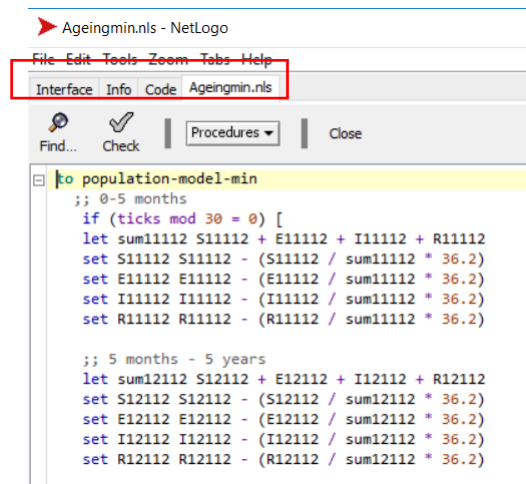 Ageingmin.nls - NetLogo
File Edit Tools Zoom Tabs Help
Interface Info Code Ageingmin.nls
Find... Check Procedures Close
to population-model-min
;; 0-5 months
if (ticks mod 30 = 0) [
let sum11112 S11112 + E11112 + I11112 + R11112
set S11112 S11112 - (S11112 / sum11112 * 36.2)
set E11112 E11112 - (E11112 / sum11112 * 36.2)
set I11112 I11112 - (I11112 / sum11112 * 36.2)
set R11112 R11112 - (R11112 / sum11112 * 36.2)
;; 5 months - 5 years
let sum12112 S12112 + E12112 + I12112 + R12112
set S12112 S12112 - (S12112 / sum12112 * 36.2)
set E12112 E12112 - (E12112 / sum12112 * 36.2)
set I12112 I12112 - (I12112 / sum12112 * 36.2)
set R12112 R12112 - (R12112 / sum12112 * 36.2)